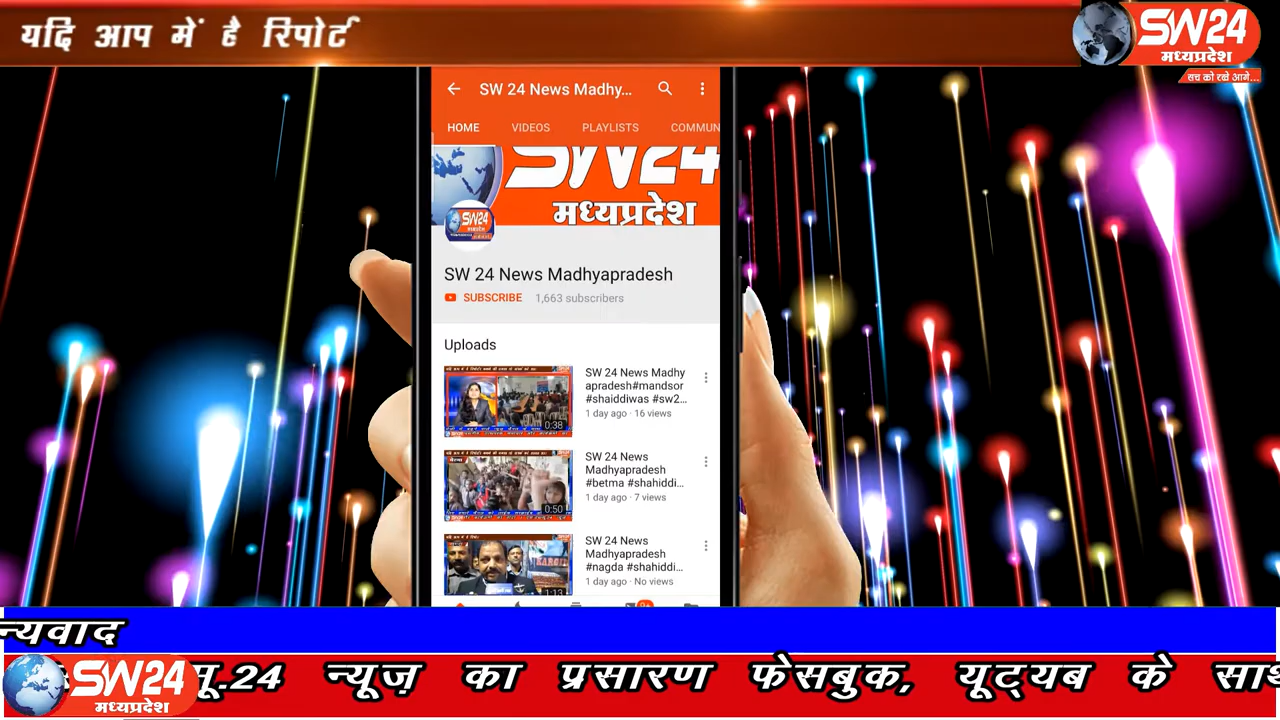 यदि आप में है रिपोर्ट
SW24
मध्यप्रदेश
सच को रखे आगे...
SW 24 News Madhy...
HOME VIDEOS PLAYLISTS COMMUN
SW24
मध्यप्रदेश
SW24
SW 24 News Madhyapradesh
SUBSCRIBE 1,663 subscribers
Uploads
SW 24 News Madhy
apradesh#mandsor
#shaiddiwas #sw2...
1 day ago · 16 views
0:38
SW 24 News
Madhyapradesh
#betma #shahiddi...
1 day ago · 7 views
0:50
SW 24 News
Madhyapradesh
#nagda #shahiddi...
1 day ago · No views
1:13
न्यवाद
SW24
मध्यप्रदेश
यू.24 न्यूज़ का प्रसारण फेसबुक, यूट्यब के साथ